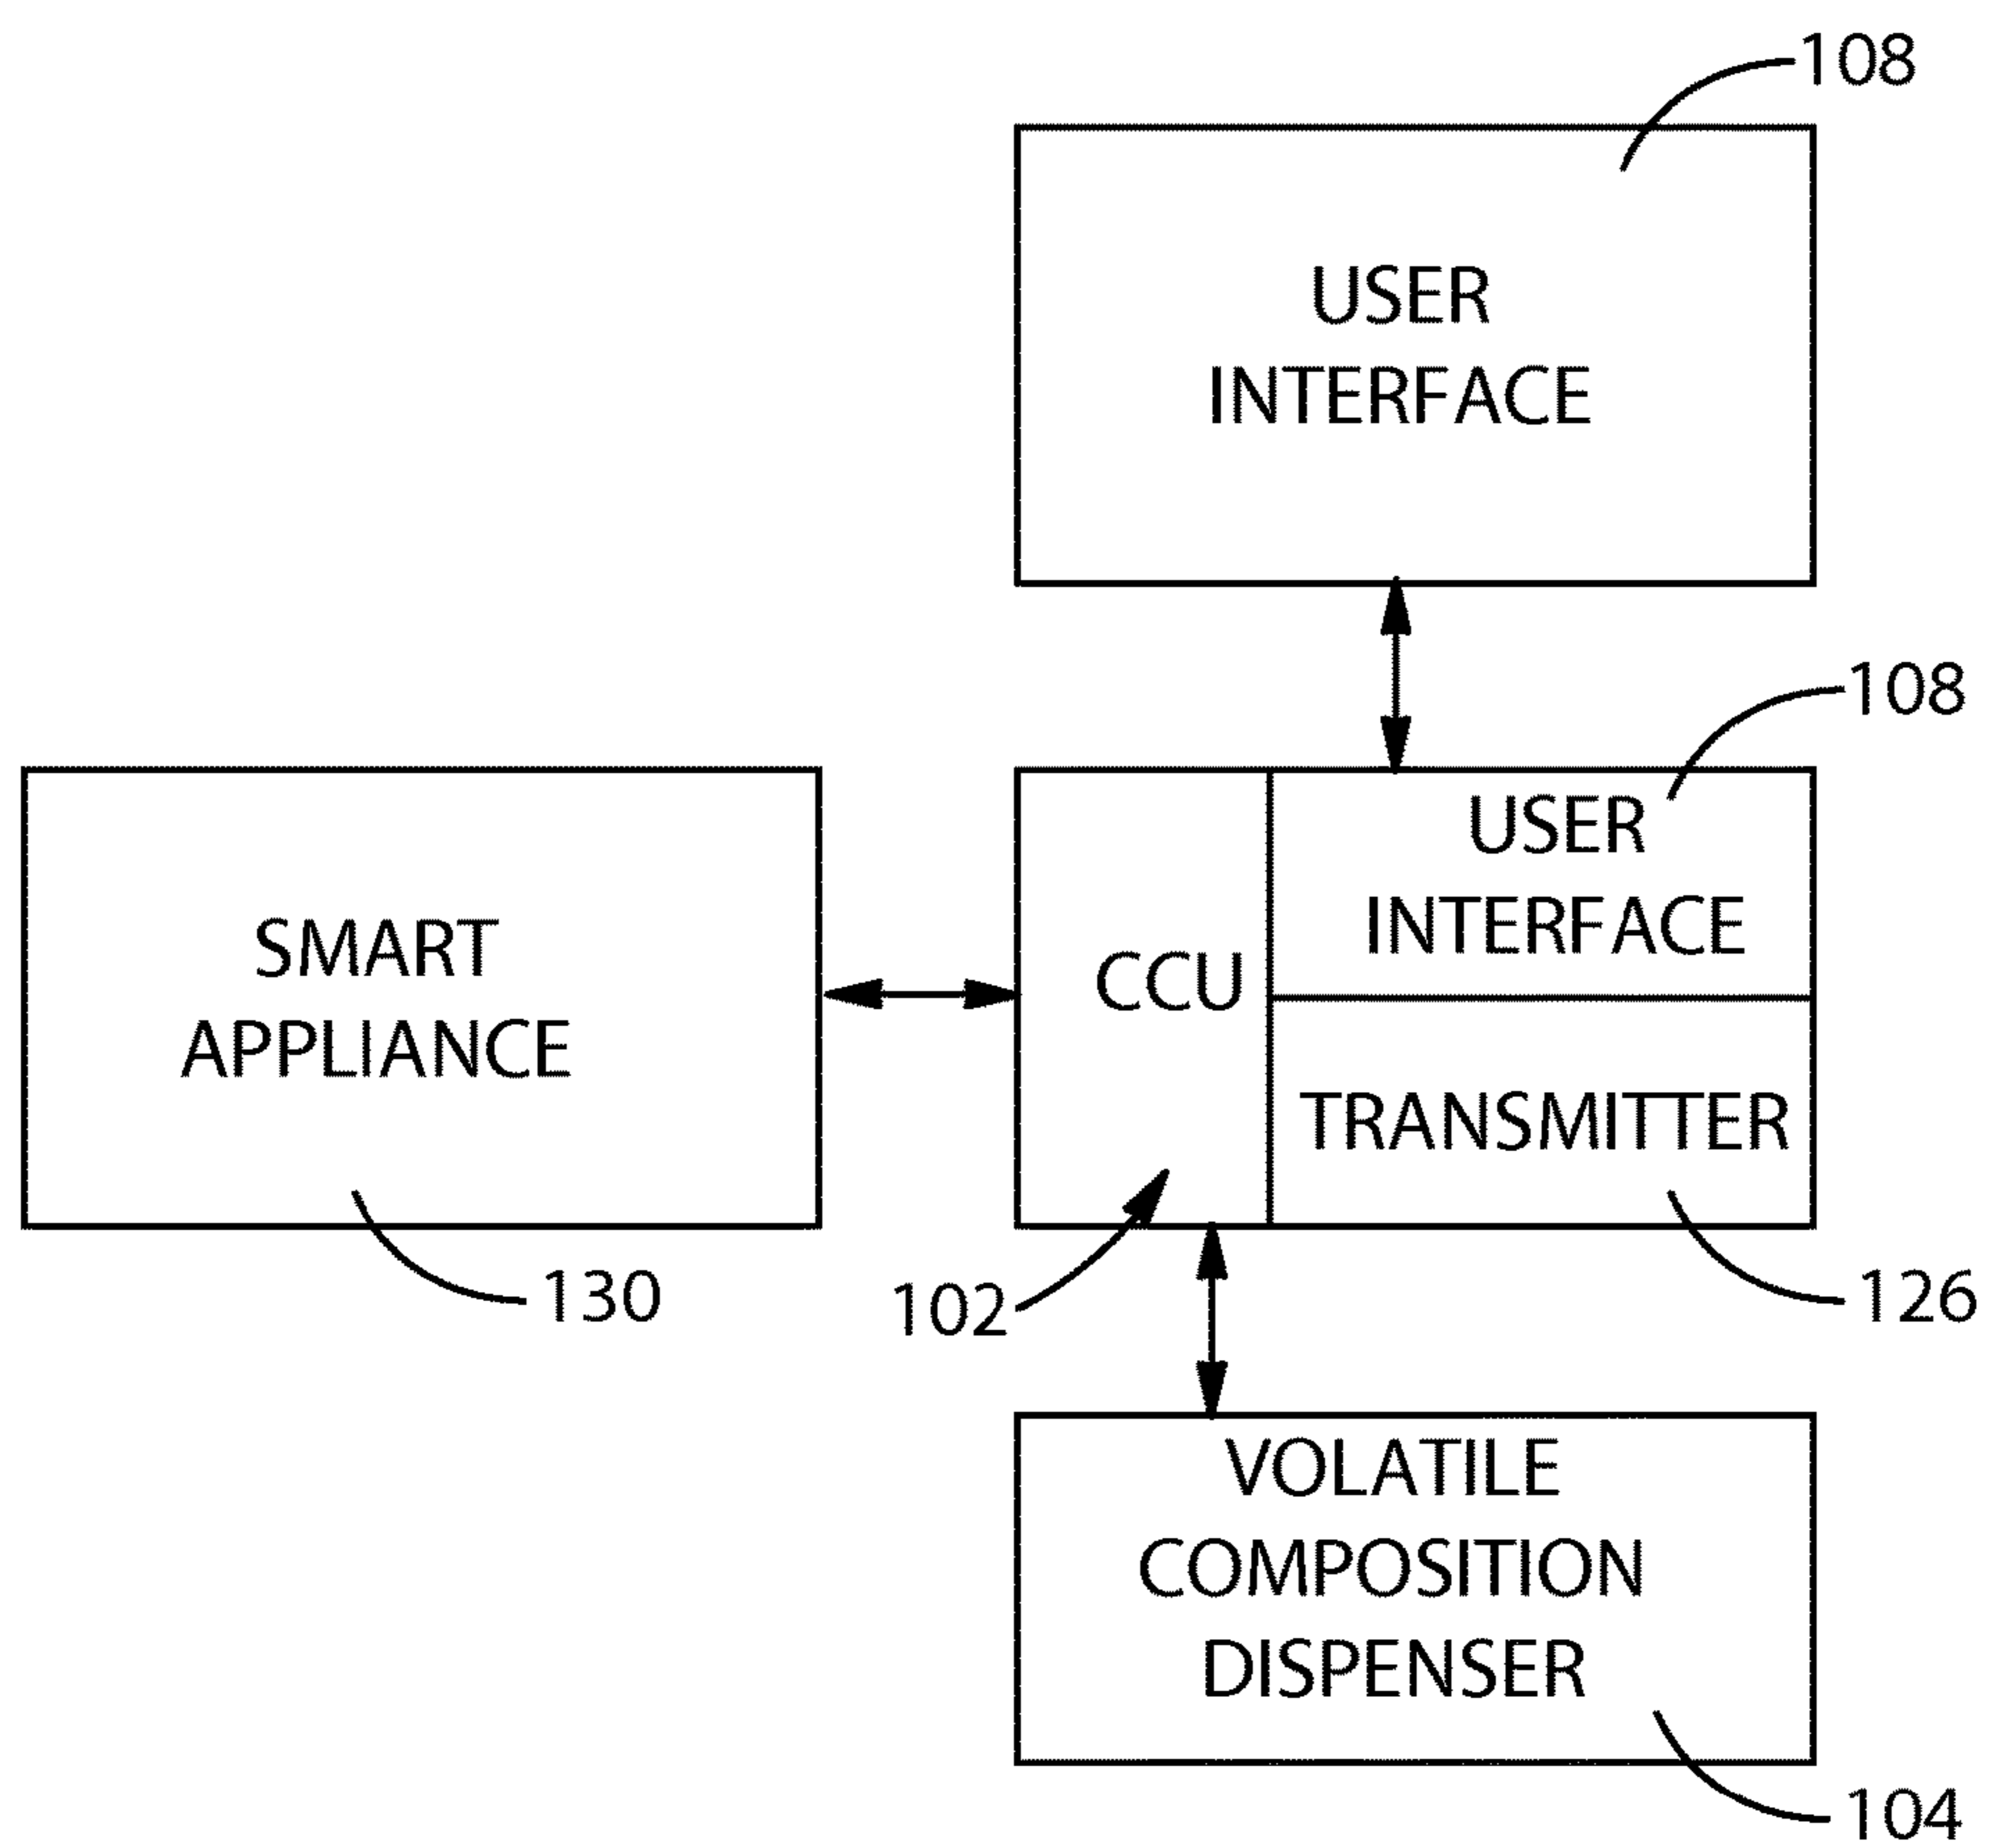 108
USER
INTERFACE
108
USER
INTERFACE
SMART
APPLIANCE
CCU
TRANSMITTER
130
102
126
VOLATILE
COMPOSITION
DISPENSER
104